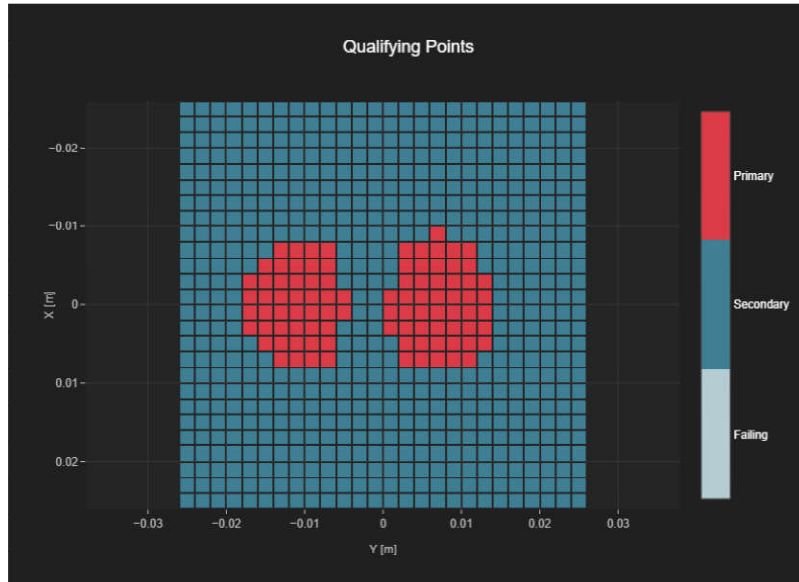 Qualifying Points
−0.02
−0.01
0
0.01
0.02
X [m]
−0.03
−0.02
−0.01
0
0.01
0.02
0.03
Y [m]
Primary
Secondary
Failing